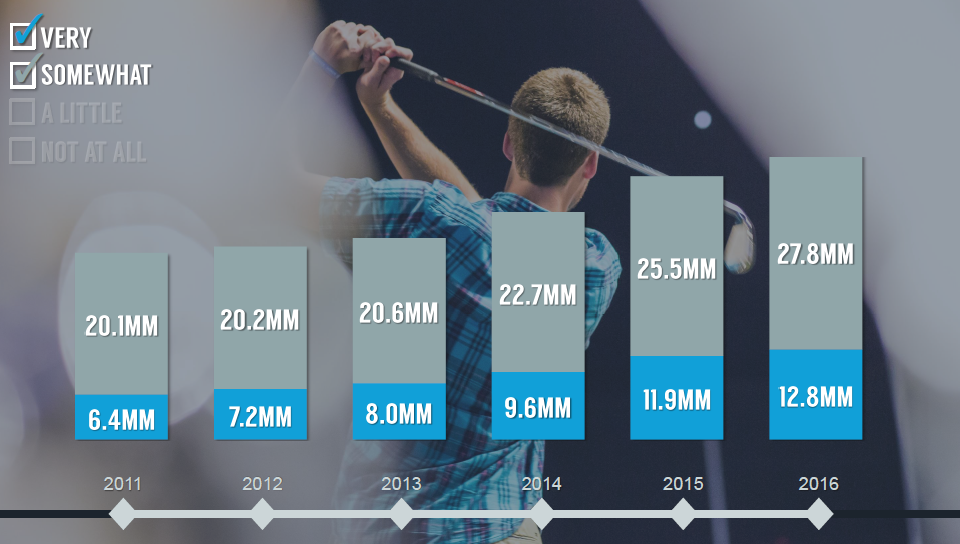 VERY
SOMEWHAT
A LITTLE
NOT AT ALL
20.1MM 20.2MM 20.6MM 22.7MM 25.5MM 27.8MM
6.4MM 7.2MM 8.0MM 9.6MM 11.9MM 12.8MM
2011 2012 2013 2014 2015 2016